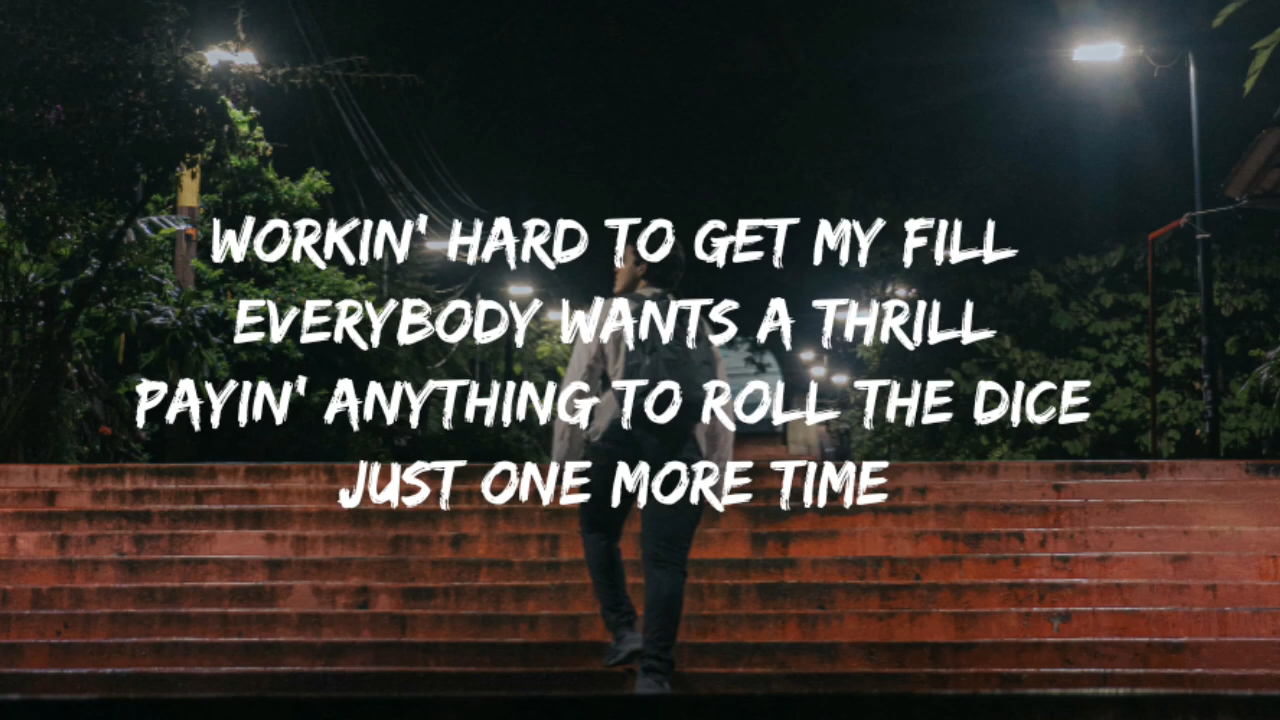 WORKIN' HARD TO GET MY FILL
EVERYBODY WANTS A THRILL
PAYIN' ANYTHING TO ROLL THE DICE
JUST ONE MORE TIME